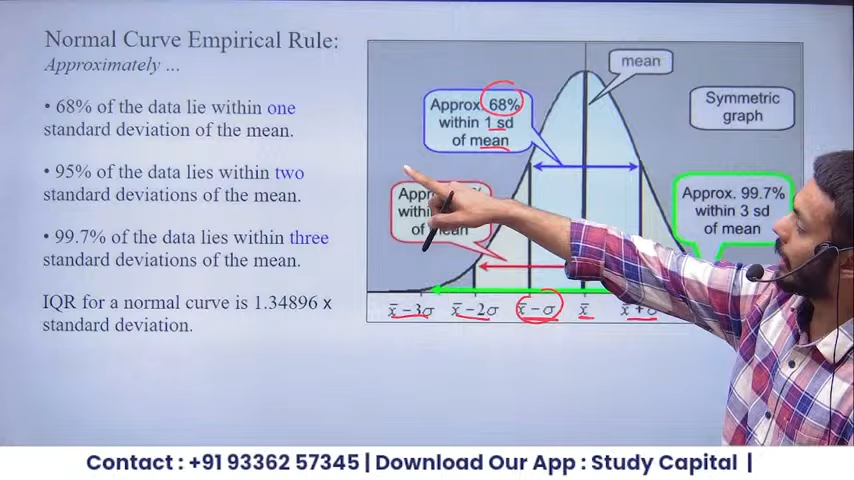 Normal Curve Empirical Rule:
Approximately ...
• 68% of the data lie within one
standard deviation of the mean.
• 95% of the data lies within two
standard deviations of the mean.
• 99.7% of the data lies within three
standard deviations of the mean.
IQR for a normal curve is 1.34896 x
standard deviation.
mean
Approx. 68%
within 1 sd
of mean
Symmetric
graph
of mean
Approx. 99.7%
within 3 sd
of mean
x̄ − 3σ x̄ − 2σ x̄ − σ x̄ x̄ + σ
Contact : +91 93362 57345 | Download Our App : Study Capital |